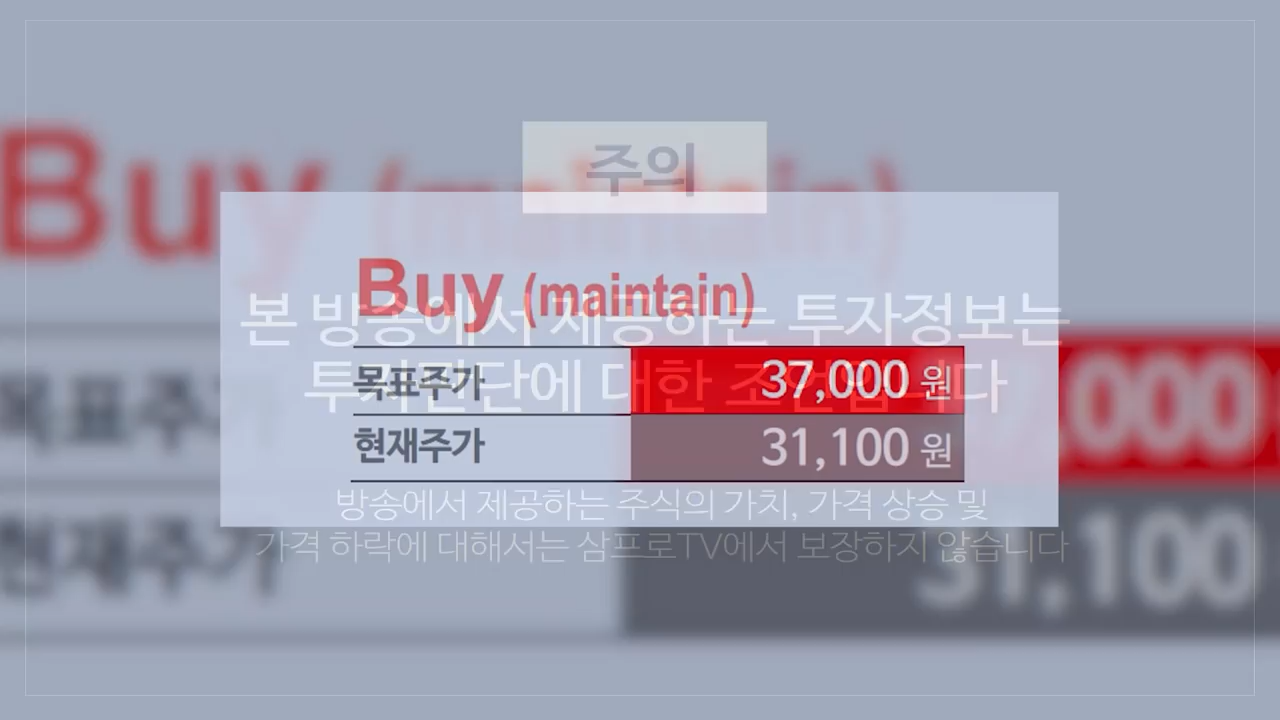 주의
Buy (maintain)
본 방송에서 제공하는 투자정보는
투자판단에 대한 조언입니다
목표주가 37,000 원
현재주가 31,100 원
방송에서 제공하는 주식의 가치, 가격 상승 및
가격 하락에 대해서는 삼프로TV에서 보장하지 않습니다